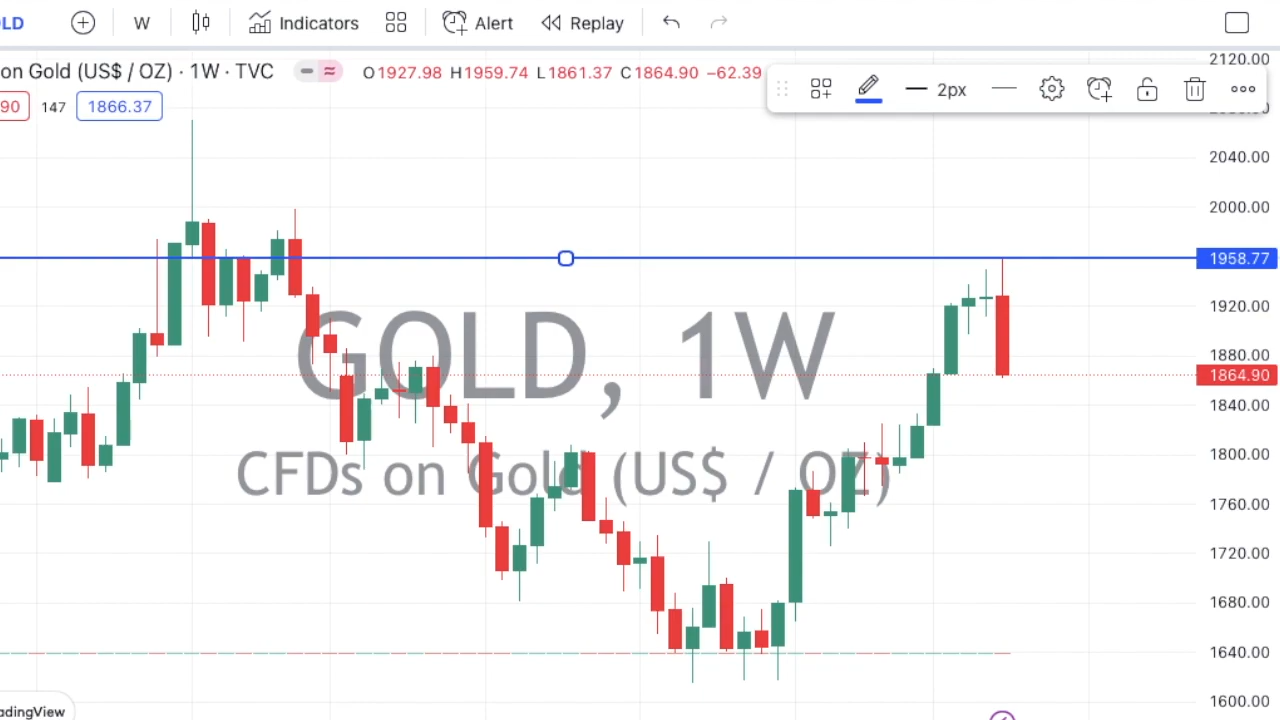 LD W Indicators Alert Replay
on Gold (US$ / OZ) · 1W · TVC O1927.98 H1959.74 L1861.37 C1864.90 −62.39
2px
90 147 1866.37
2120.00
2040.00
2000.00
1958.77
1920.00
1880.00
1864.90
1840.00
1800.00
1760.00
1720.00
1680.00
1640.00
1600.00
GOLD, 1W
CFDs on Gold (US$ / OZ)
adingView